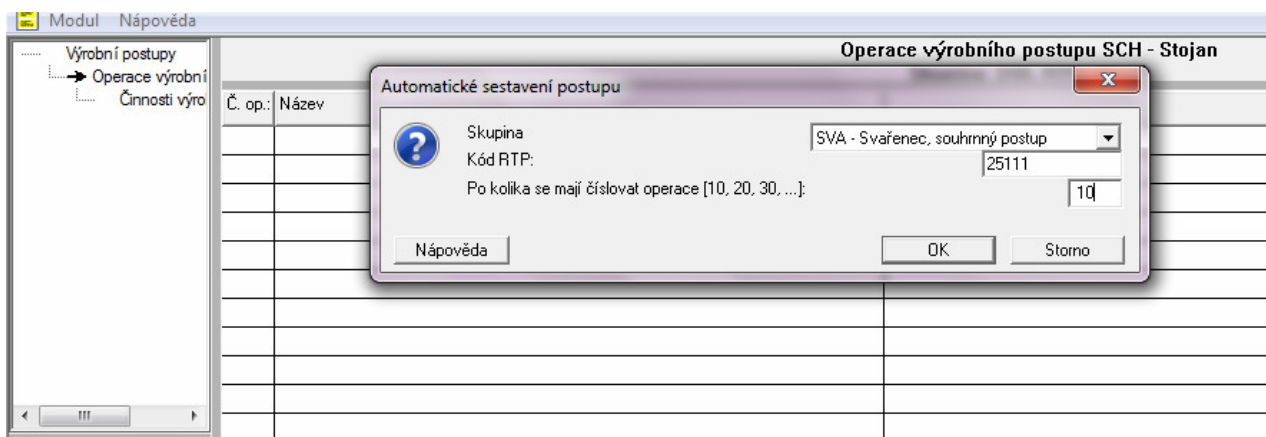 Modul Nápověda
Výrobní postupy
Operace výrobní
Činnosti výro
Operace výrobního postupu SCH - Stojan
Č. op.: Název
Automatické sestavení postupu
Skupina
SVA - Svařenec, souhrnný postup
Kód RTP:
25111
Po kolika se mají číslovat operace [10, 20, 30, ...]:
10
Nápověda OK Storno